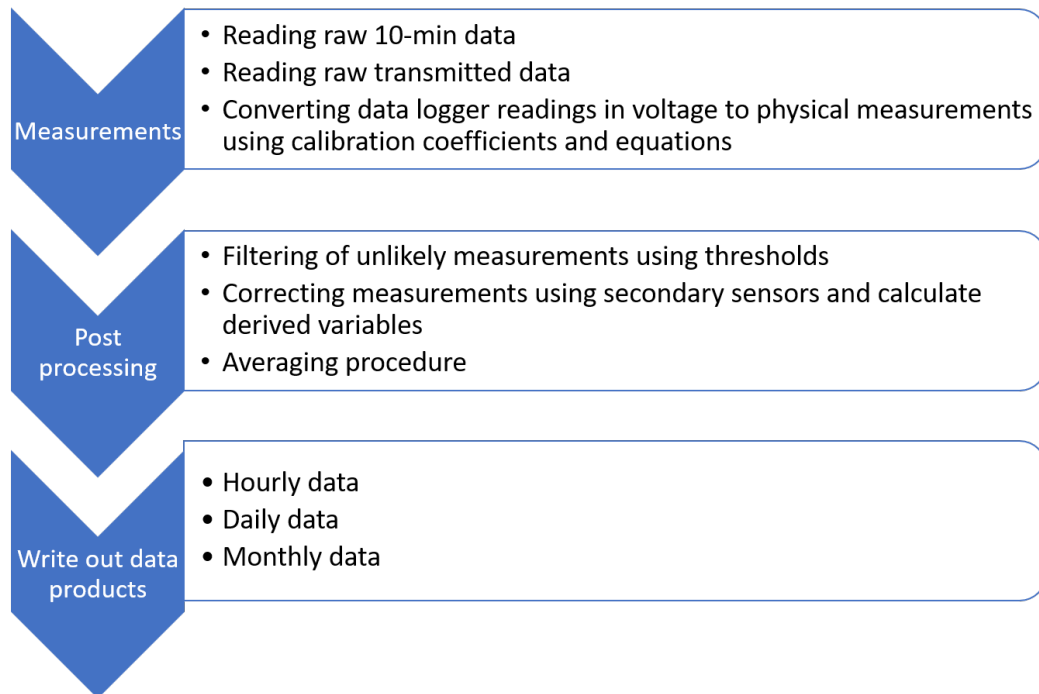 Measurements
• Reading raw 10-min data
• Reading raw transmitted data
• Converting data logger readings in voltage to physical measurements
using calibration coefficients and equations
Post
processing
• Filtering of unlikely measurements using thresholds
• Correcting measurements using secondary sensors and calculate
derived variables
• Averaging procedure
Write out data
products
• Hourly data
• Daily data
• Monthly data